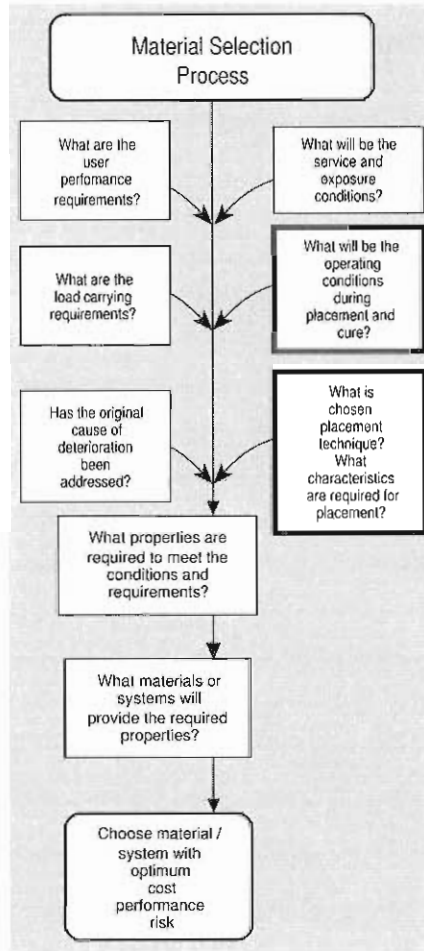 Material Selection
Process
What are the
user
perfomance
requirements?
What will be the
service and
exposure
conditions?
What are the
load carrying
requirements?
What will be the
operating
conditions
during
placement and
cure?
Has the original
cause of
deterioration
been
addressed?
What is
chosen
placement
technique?
What
characteristics
are required for
placement?
What properties are
required to meet the
conditions and
requirements?
What materials or
systems will
provide the required
properties?
Choose material /
system with
optimum
cost
performance
risk